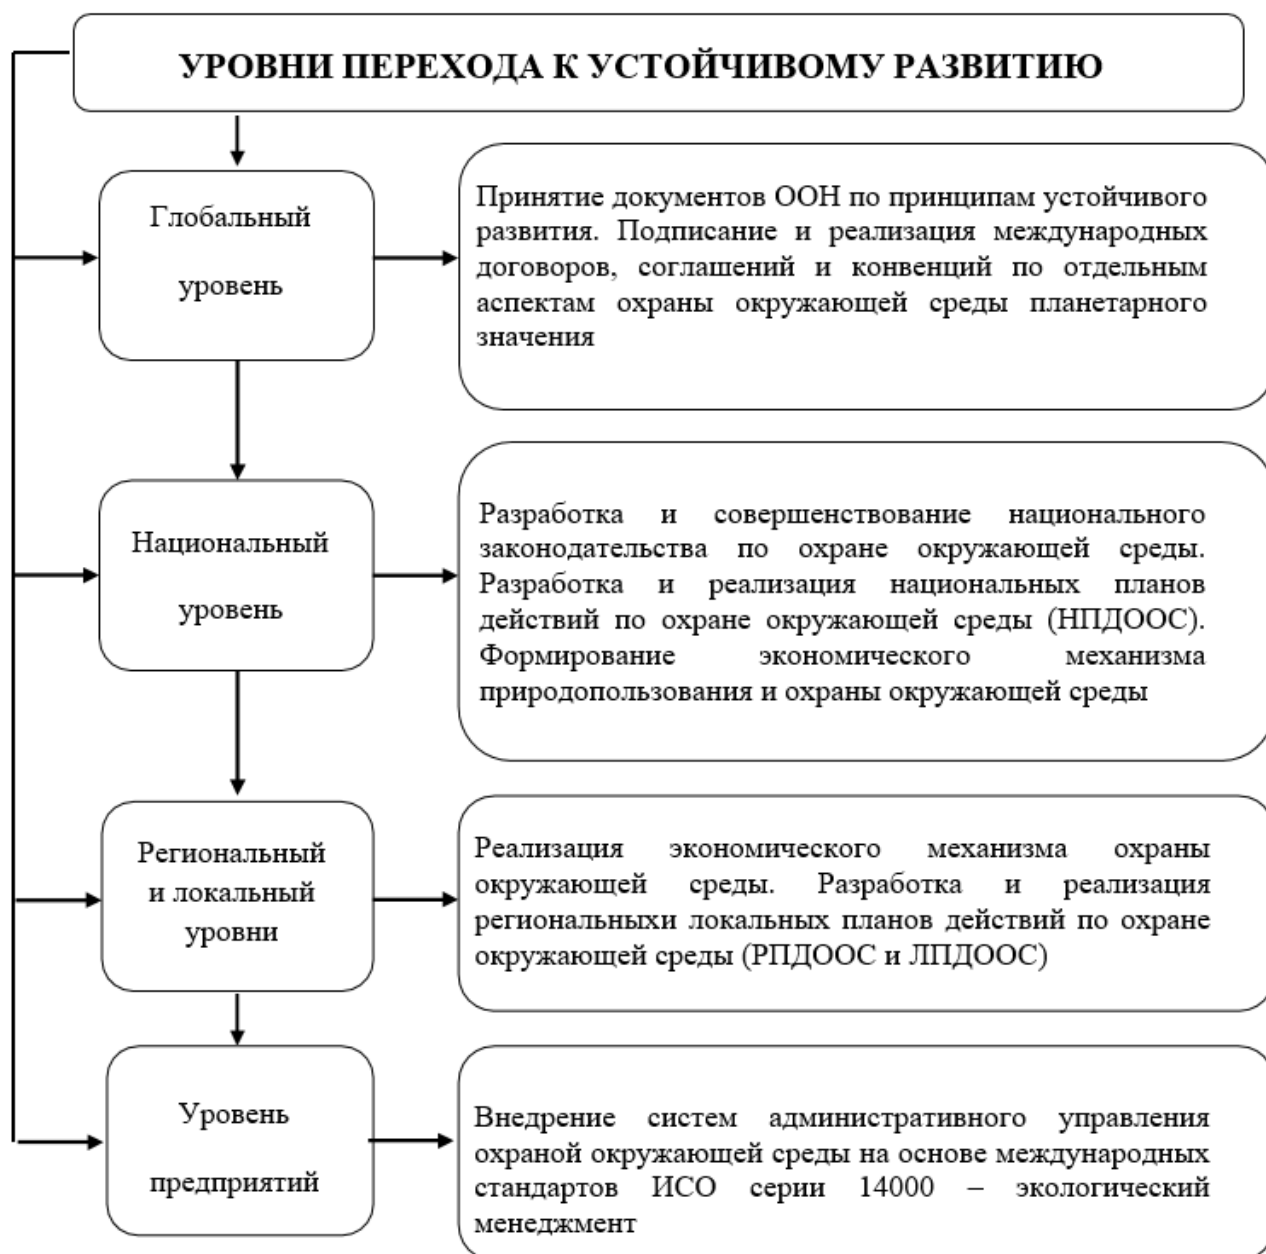 УРОВНИ ПЕРЕХОДА К УСТОЙЧИВОМУ РАЗВИТИЮ
Глобальный
уровень
Принятие документов ООН по принципам устойчивого
развития. Подписание и реализация международных
договоров, соглашений и конвенций по отдельным
аспектам охраны окружающей среды планетарного
значения
Национальный
уровень
Разработка и совершенствование национального
законодательства по охране окружающей среды.
Разработка и реализация национальных планов
действий по охране окружающей среды (НПДООС).
Формирование экономического механизма
природопользования и охраны окружающей среды
Региональный
и локальный
уровни
Реализация экономического механизма охраны
окружающей среды. Разработка и реализация
региональныхи локальных планов действий по охране
окружающей среды (РПДООС и ЛПДООС)
Уровень
предприятий
Внедрение систем административного управления
охраной окружающей среды на основе международных
стандартов ИСО серии 14000 – экологический
менеджмент